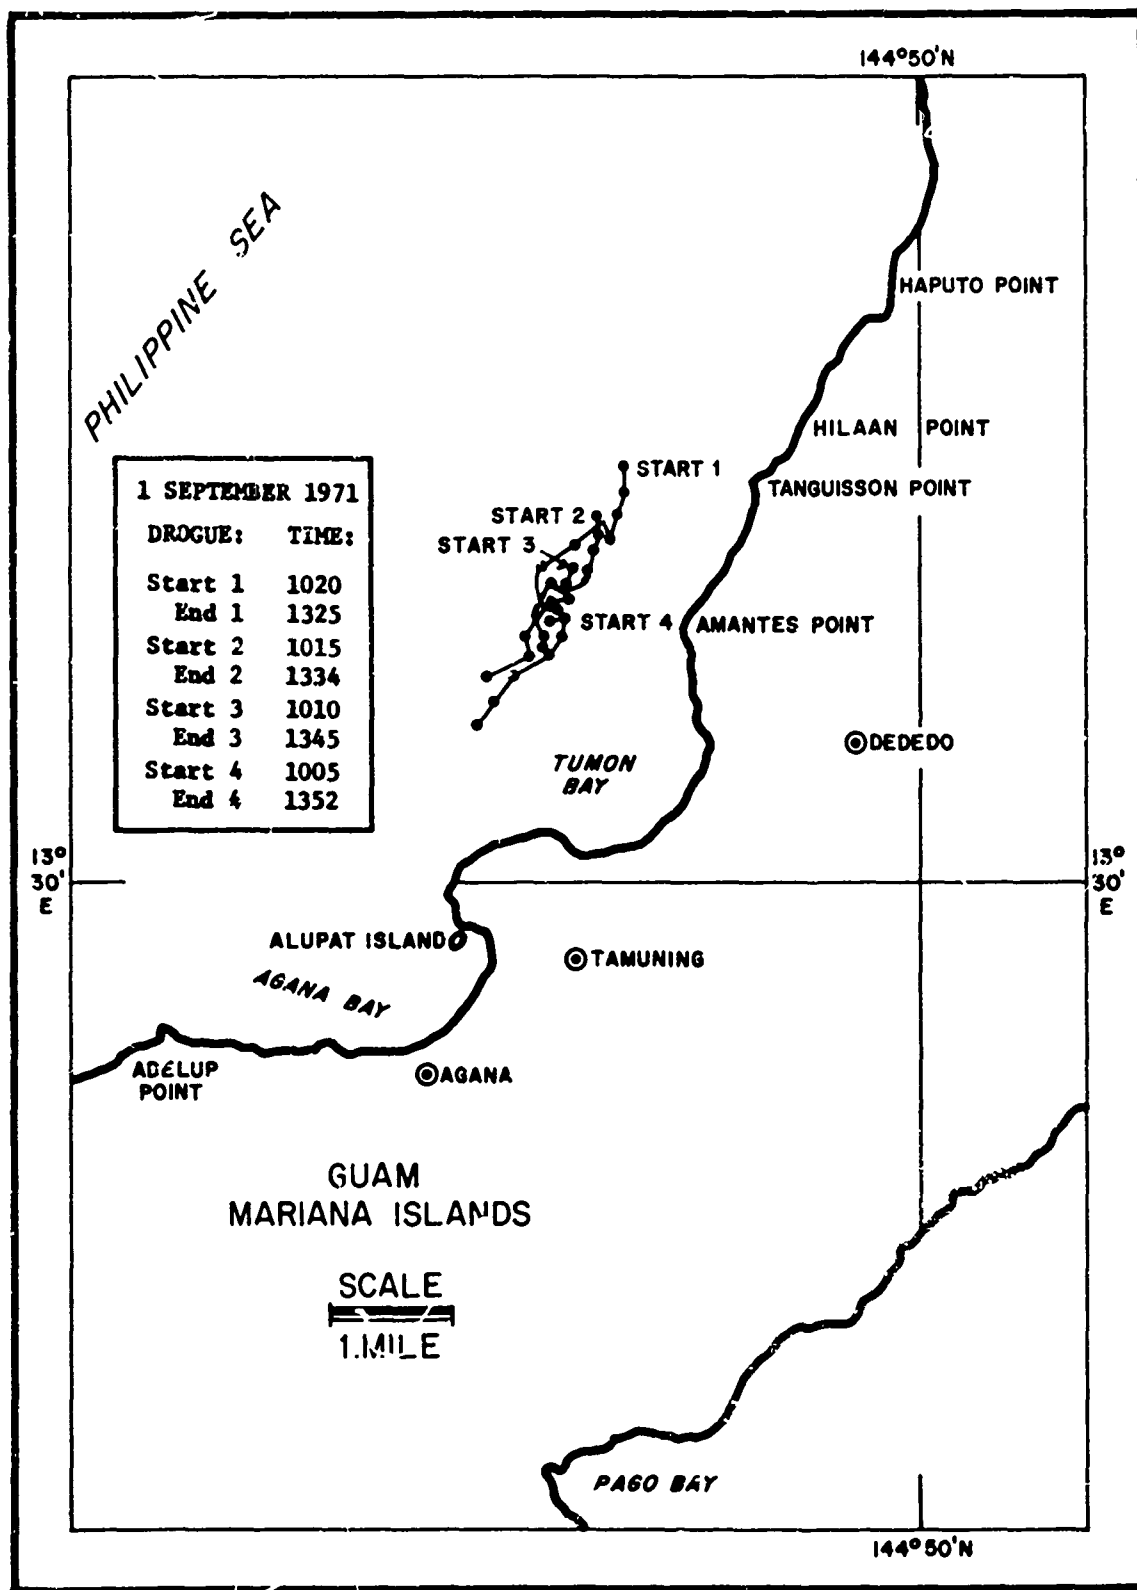 144°50'N
PHILIPPINE SEA
HAPUTO POINT
HILAAN POINT
START 1
TANGUISSON POINT
1 SEPTEMBER 1971
DROGUE: TIME:
Start 1 1020
End 1 1325
Start 2 1015
End 2 1334
Start 3 1010
End 3 1345
Start 4 1005
End 4 1352
START 2
START 3
START 4
AMANTES POINT
DEDEDO
TUMON
BAY
13°
30'
E
13°
30'
E
ALUPAT ISLAND
TAMUNING
AGANA BAY
ADELUP
POINT
AGANA
GUAM
MARIANA ISLANDS
SCALE
1.MILE
PAGO BAY
144°50'N